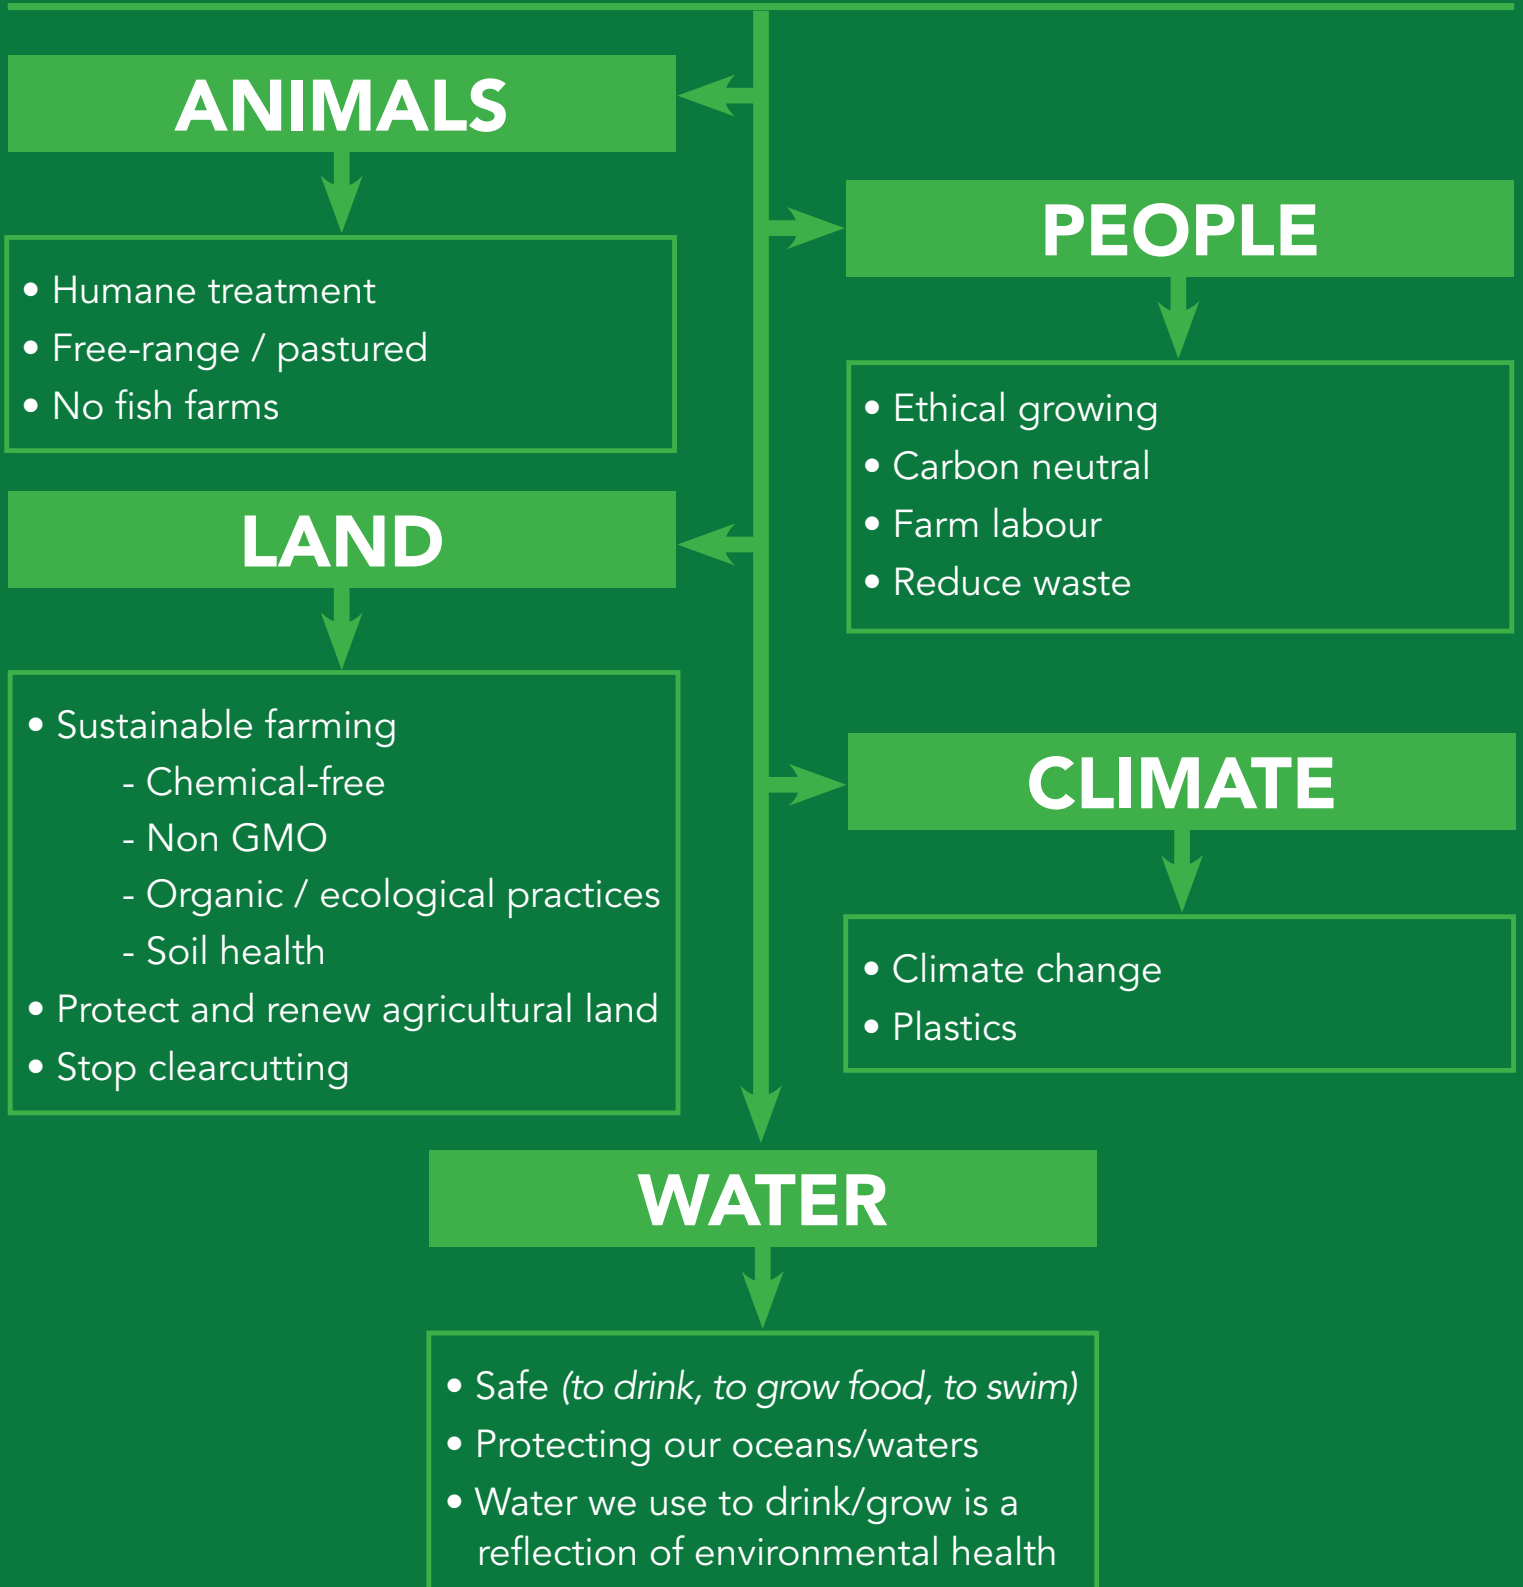 ANIMALS
• Humane treatment
• Free-range / pastured
• No fish farms
PEOPLE
• Ethical growing
• Carbon neutral
• Farm labour
• Reduce waste
LAND
• Sustainable farming
- Chemical-free
- Non GMO
- Organic / ecological practices
- Soil health
• Protect and renew agricultural land
• Stop clearcutting
CLIMATE
• Climate change
• Plastics
WATER
• Safe (to drink, to grow food, to swim)
• Protecting our oceans/waters
• Water we use to drink/grow is a
reflection of environmental health